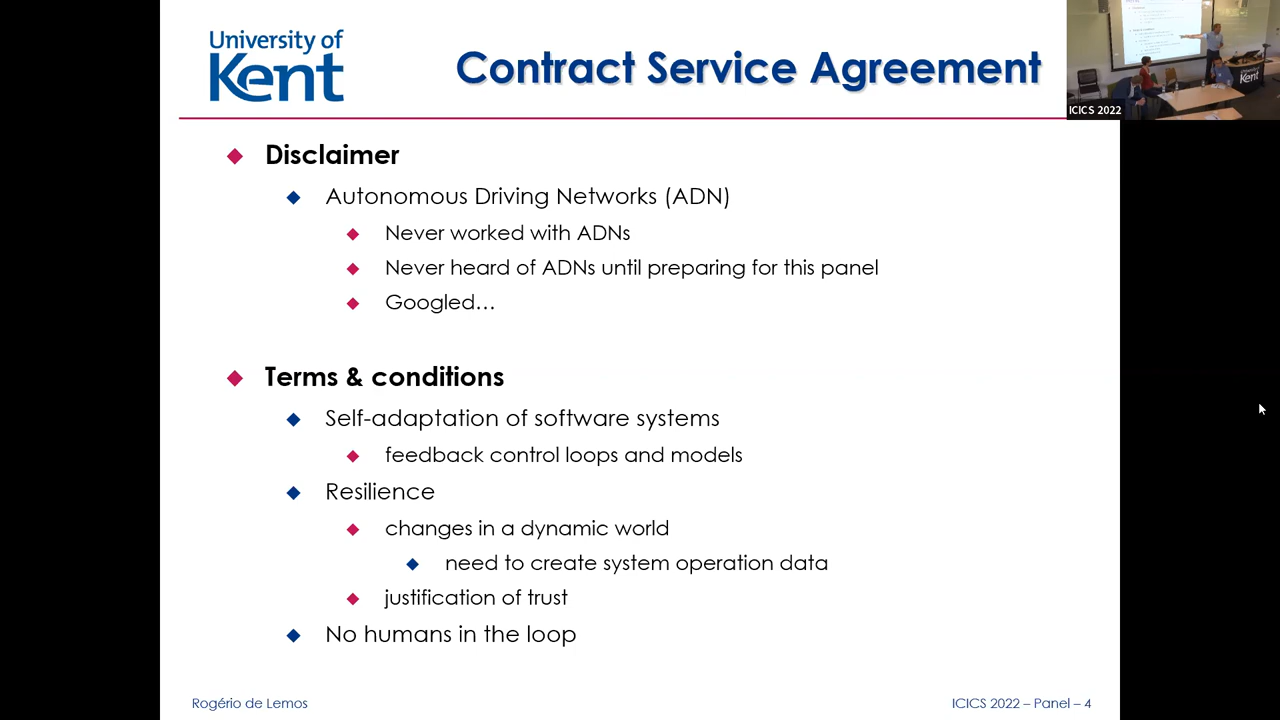 University of
Kent
Contract Service Agreement
ICICS 2022
University of
Kent
Disclaimer
Autonomous Driving Networks (ADN)
Never worked with ADNs
Never heard of ADNs until preparing for this panel
Googled…
Terms & conditions
Self-adaptation of software systems
feedback control loops and models
Resilience
changes in a dynamic world
need to create system operation data
justification of trust
No humans in the loop
Rogério de Lemos
ICICS 2022 – Panel – 4